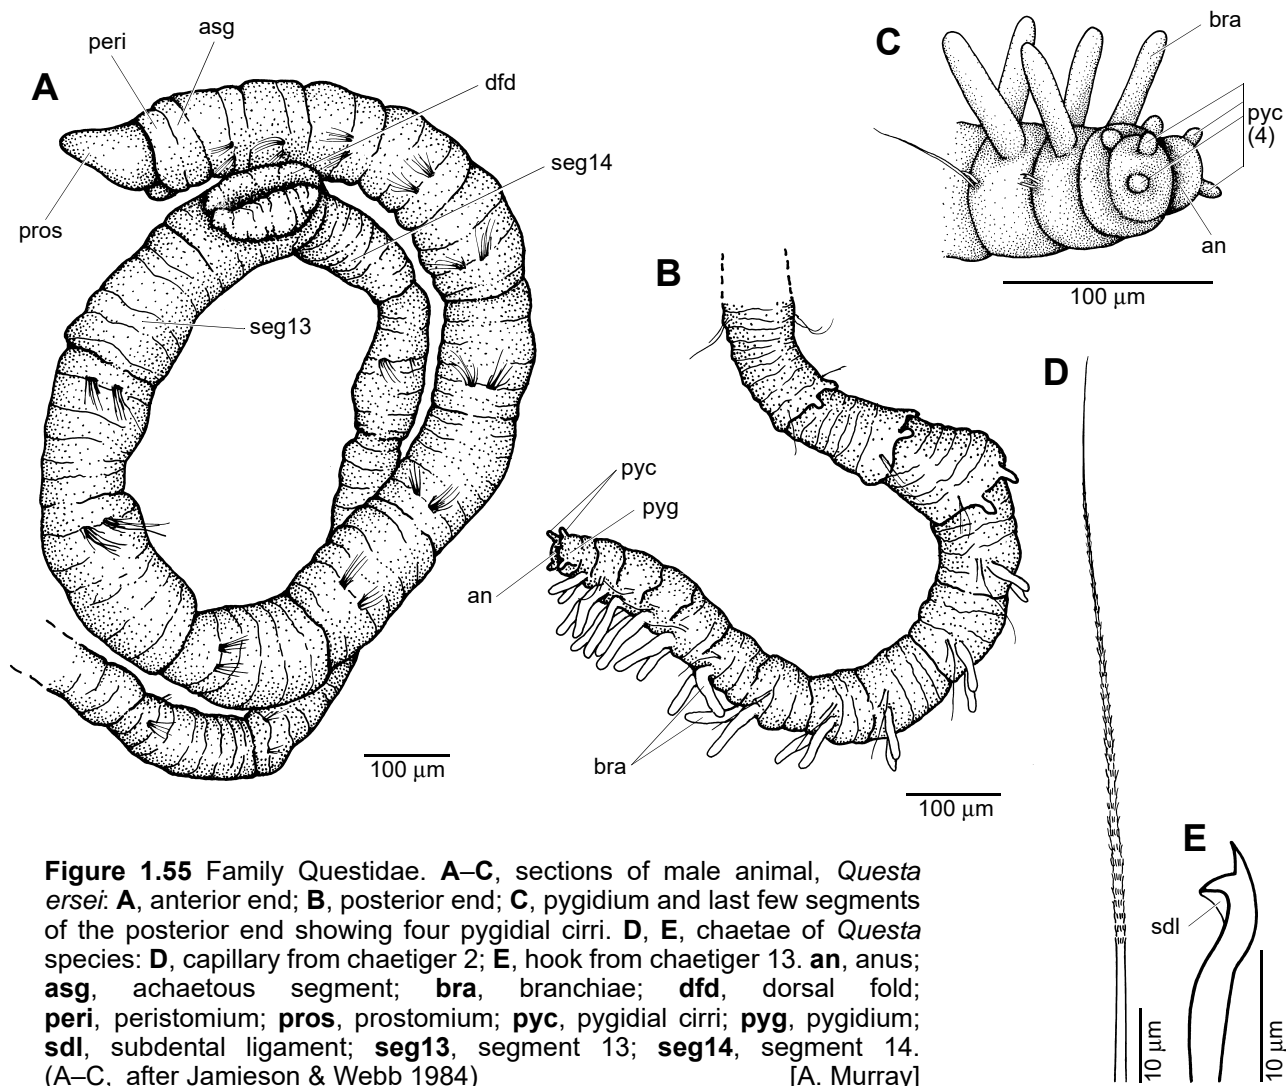 A
peri
asg
dfd
seg14
pros
seg13
100 μm
C
bra
pyc
(4)
an
100 μm
B
pyc
pyg
an
bra
100 μm
D
10 μm
E
sdl
10 μm
Figure 1.55 Family Questidae. A–C, sections of male animal, Questa
ersei: A, anterior end; B, posterior end; C, pygidium and last few segments
of the posterior end showing four pygidial cirri. D, E, chaetae of Questa
species: D, capillary from chaetiger 2; E, hook from chaetiger 13. an, anus;
asg, achaetous segment; bra, branchiae; dfd, dorsal fold;
peri, peristomium; pros, prostomium; pyc, pygidial cirri; pyg, pygidium;
sdl, subdental ligament; seg13, segment 13; seg14, segment 14.
(A–C, after Jamieson & Webb 1984) [A. Murray]